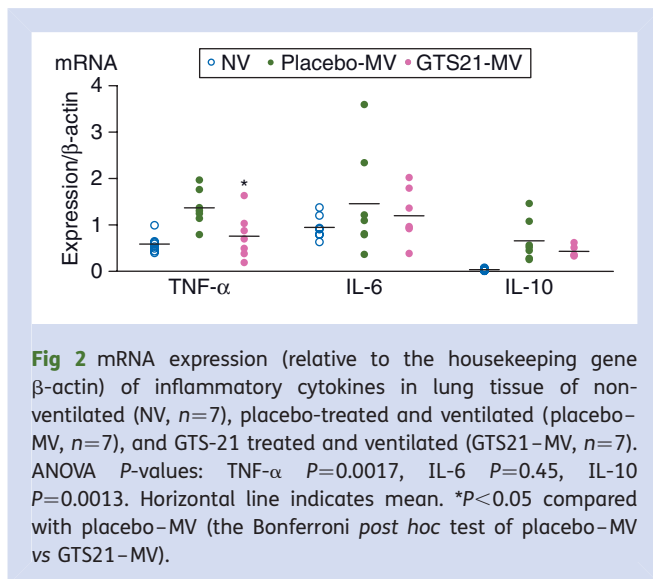 mRNA
NV Placebo-MV GTS21-MV
Expression/β-actin
4
3
2
1
0
*
TNF-α IL-6 IL-10
Fig 2 mRNA expression (relative to the housekeeping gene
β-actin) of inflammatory cytokines in lung tissue of non-
ventilated (NV, n=7), placebo-treated and ventilated (placebo–
MV, n=7), and GTS-21 treated and ventilated (GTS21–MV, n=7).
ANOVA P-values: TNF-α P=0.0017, IL-6 P=0.45, IL-10
P=0.0013. Horizontal line indicates mean. *P<0.05 compared
with placebo–MV (the Bonferroni post hoc test of placebo–MV
vs GTS21–MV).